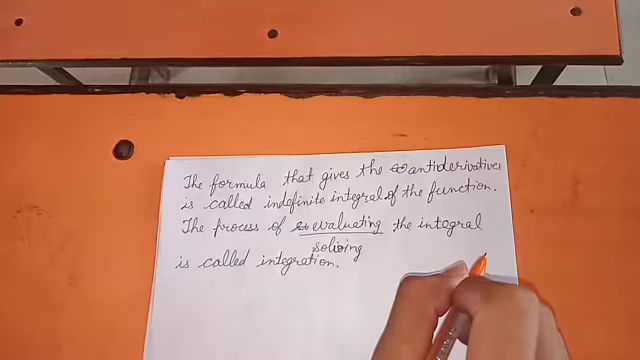 The formula that gives the antiderivatives
is called indefinite integral of the function.
The process of evaluating the integral
solving
is called integration.